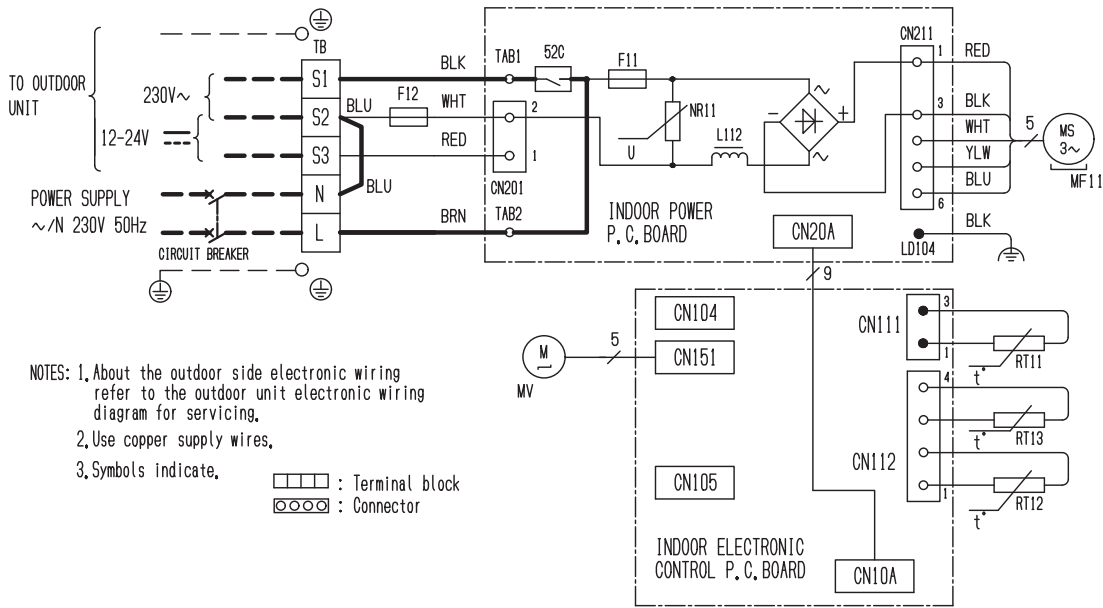 TO OUTDOOR
UNIT
230V~
12-24V
TB
S1
S2
S3
N
L
BLK
BLU
F12
WHT
RED
BLU
BRN
POWER SUPPLY
~/N 230V 50Hz
CIRCUIT BREAKER
TAB1
52C
F11
2
1
CN201
TAB2
NR11
U
L112
~
+
−
~
INDOOR POWER
P.C.BOARD
CN211
1
3
6
RED
BLK
WHT
YLW
BLU
5
MS
3~
MF11
LD104
BLK
CN20A
9
CN104
CN151
CN105
CN10A
5
M
MV
CN111
3
1
t°
RT11
CN112
4
1
t°
RT13
t°
RT12
INDOOR ELECTRONIC
CONTROL P.C.BOARD
NOTES: 1. About the outdoor side electronic wiring
refer to the outdoor unit electronic wiring
diagram for servicing.
2. Use copper supply wires.
3. Symbols indicate.
: Terminal block
: Connector